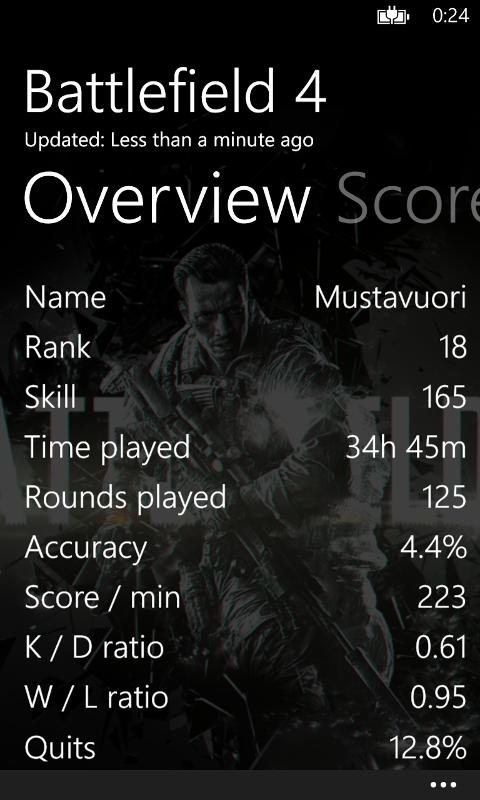 0:24
Battlefield 4
Updated: Less than a minute ago
Overview Score
Name Mustavuori
Rank 18
Skill 165
Time played 34h 45m
Rounds played 125
Accuracy 4.4%
Score / min 223
K / D ratio 0.61
W / L ratio 0.95
Quits 12.8%